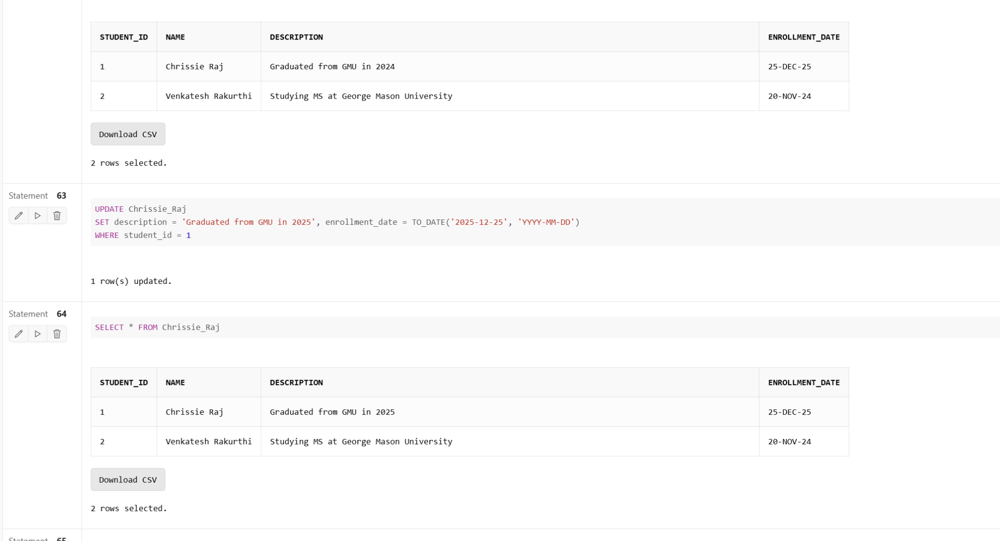 STUDENT_ID NAME DESCRIPTION ENROLLMENT_DATE
1 Chrissie Raj Graduated from GMU in 2024 25-DEC-25
2 Venkatesh Rakurthi Studying MS at George Mason University 20-NOV-24
Download CSV
2 rows selected.
Statement 63
UPDATE Chrissie_Raj
SET description = 'Graduated from GMU in 2025', enrollment_date = TO_DATE('2025-12-25', 'YYYY-MM-DD')
WHERE student_id = 1
1 row(s) updated.
Statement 64
SELECT * FROM Chrissie_Raj
STUDENT_ID NAME DESCRIPTION ENROLLMENT_DATE
1 Chrissie Raj Graduated from GMU in 2025 25-DEC-25
2 Venkatesh Rakurthi Studying MS at George Mason University 20-NOV-24
Download CSV
2 rows selected.
Statement 65